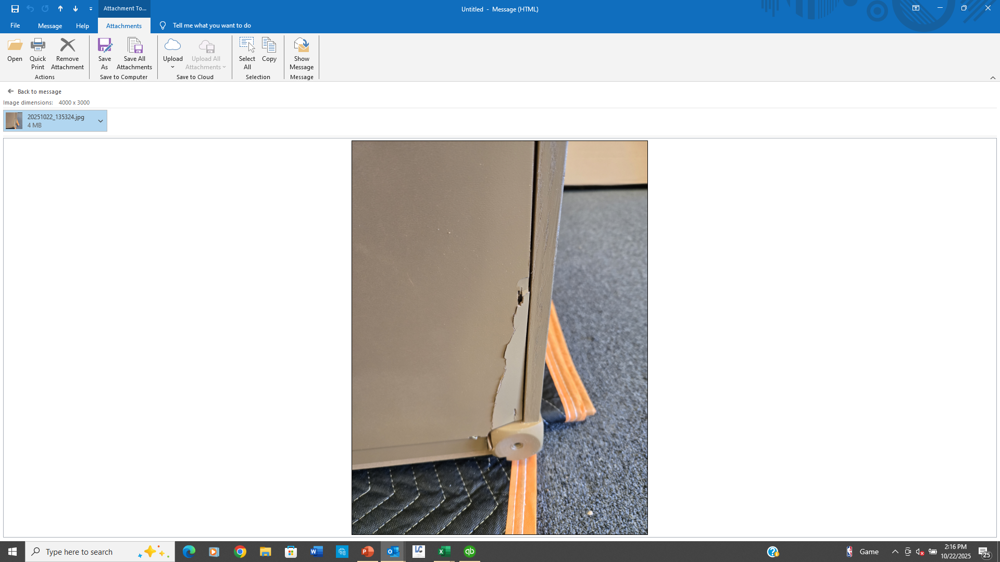 Attachment To...
Untitled - Message (HTML)
File
Message
Help
Attachments
Tell me what you want to do
Open
Quick
Print
Remove
Attachment
Save
As
Save All
Attachments
Upload
Upload All
Attachments
Select
All
Copy
Show
Message
Actions
Save to Computer
Save to Cloud
Selection
Message
Back to message
Image dimensions: 4000 x 3000
20251022_135324.jpg
4 MB
Type here to search
Game
2:16 PM
10/22/2025
25